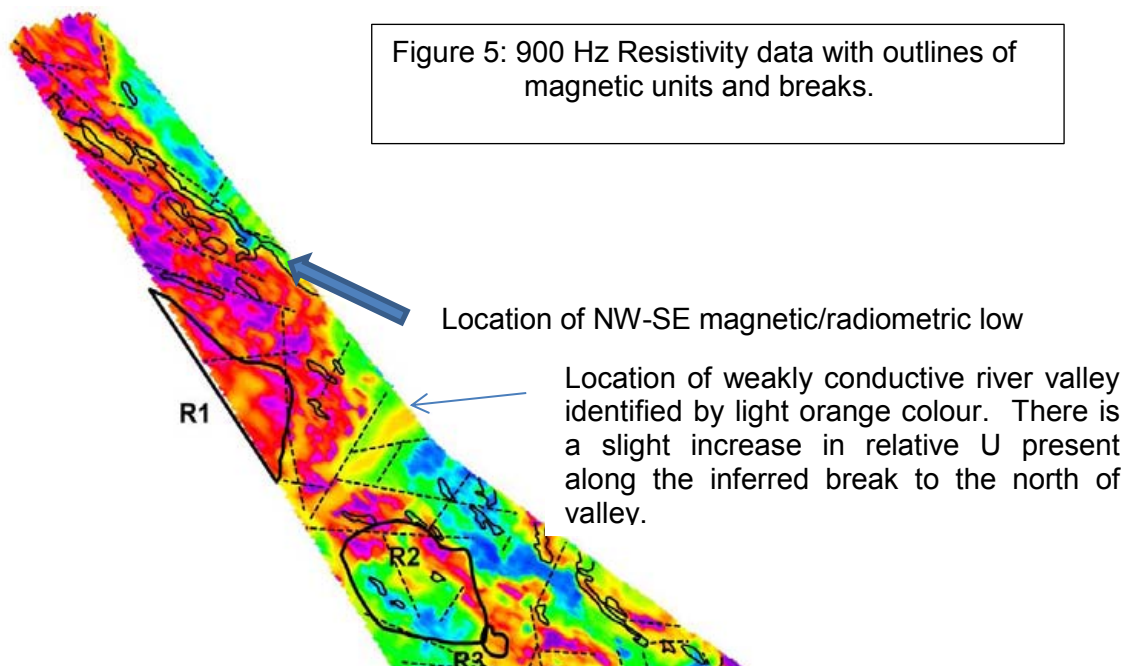 Figure 5: 900 Hz Resistivity data with outlines of
magnetic units and breaks.
Location of NW-SE magnetic/radiometric low
Location of weakly conductive river valley
identified by light orange colour. There is
a slight increase in relative U present
along the inferred break to the north of
valley.
R1
R2
R3